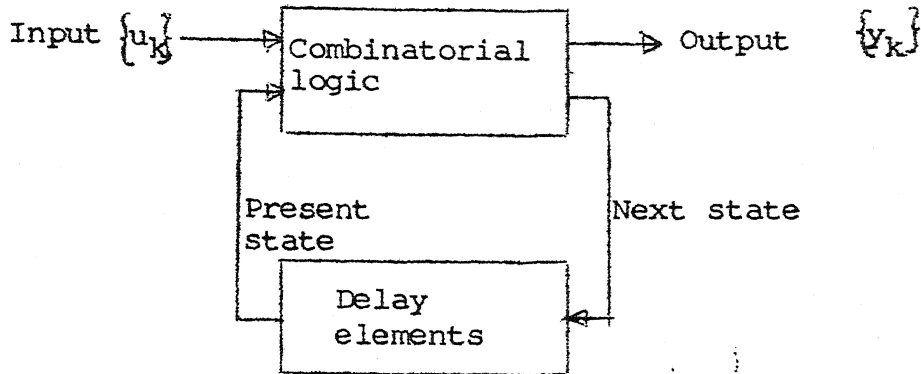 Input {u_k}
Combinatorial
logic
Output {y_k}
Present
state
Next state
Delay
elements